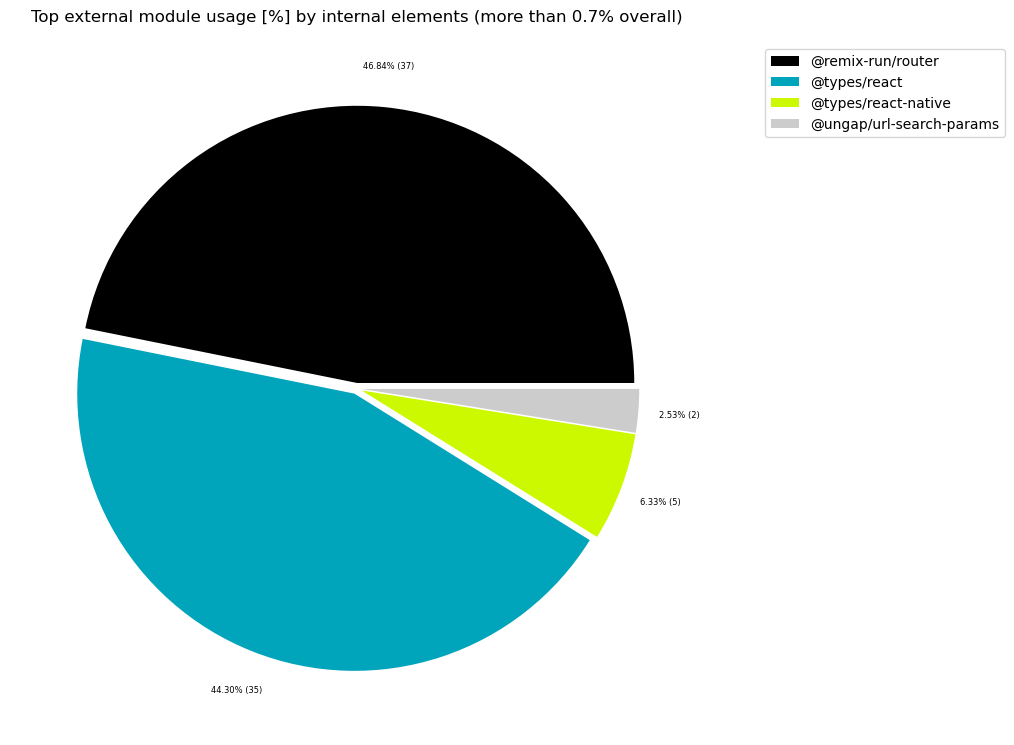 Top external module usage [%] by internal elements (more than 0.7% overall)
@remix-run/router
@types/react
@types/react-native
@ungap/url-search-params
46.84% (37)
2.53% (2)
6.33% (5)
44.30% (35)